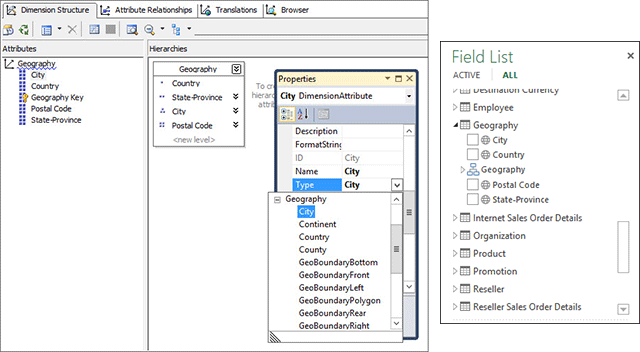 Dimension Structure Attribute Relationships Translations Browser
Attributes
Geography
City
Country
Geography Key
Postal Code
State-Province
Hierarchies
Geography
Country
State-Province
City
Postal Code
<new level>
To cre
hierarc
attrib
Properties
City DimensionAttribute
Description
FormatString
ID City
Name City
Type City
Geography
City
Continent
Country
County
GeoBoundaryBottom
GeoBoundaryFront
GeoBoundaryLeft
GeoBoundaryPolygon
GeoBoundaryRear
GeoBoundaryRight
Field List
ACTIVE ALL
Destination Currency
Employee
Geography
City
Country
Geography
Postal Code
State-Province
Internet Sales Order Details
Organization
Product
Promotion
Reseller
Reseller Sales Order Details